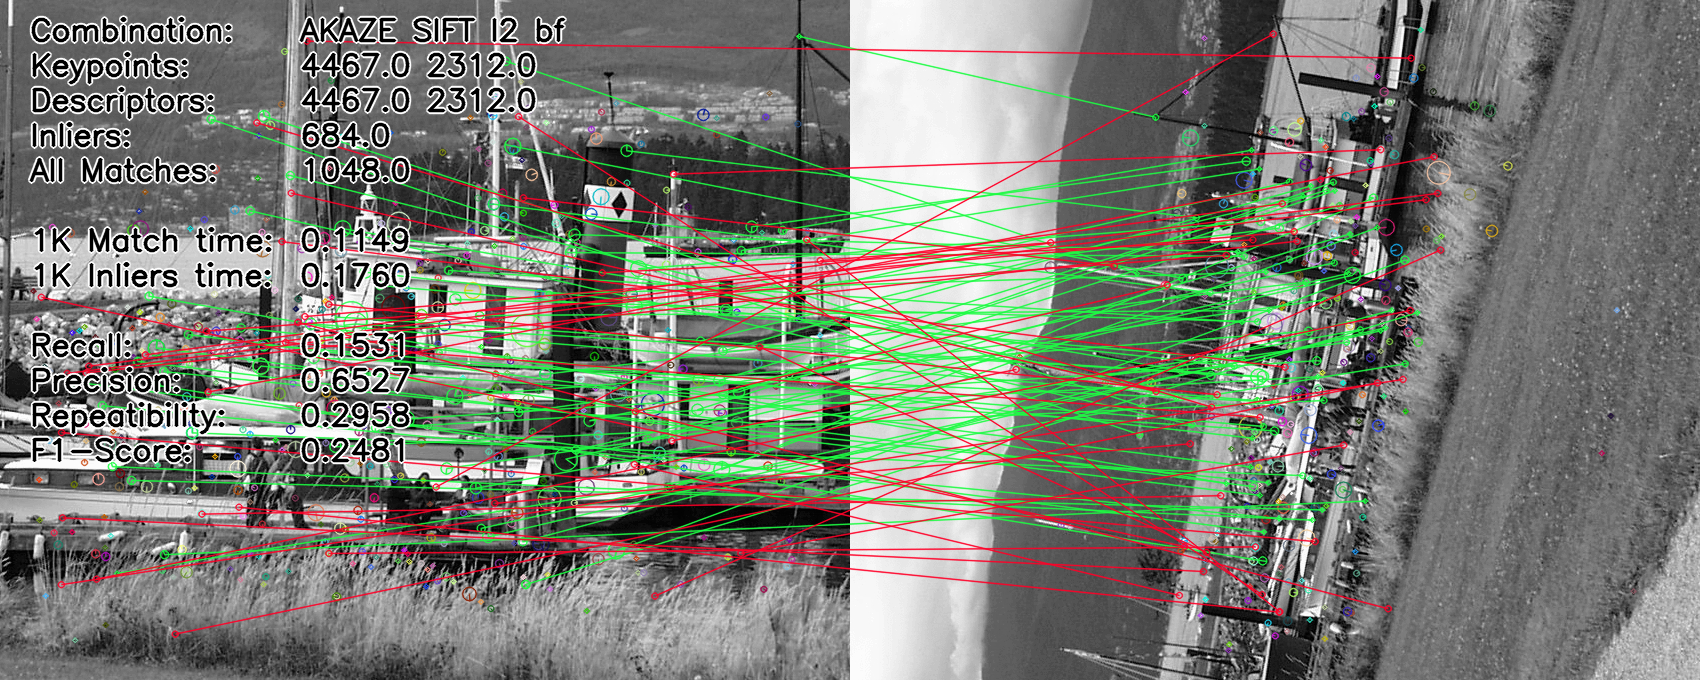 Combination: AKAZE SIFT l2 bf
Keypoints: 4467.0 2312.0
Descriptors: 4467.0 2312.0
Inliers: 684.0
All Matches: 1048.0
1K Match time: 0.1149
1K Inliers time: 0.1760
Recall: 0.1531
Precision: 0.6527
Repeatibility: 0.2958
F1-Score: 0.2481